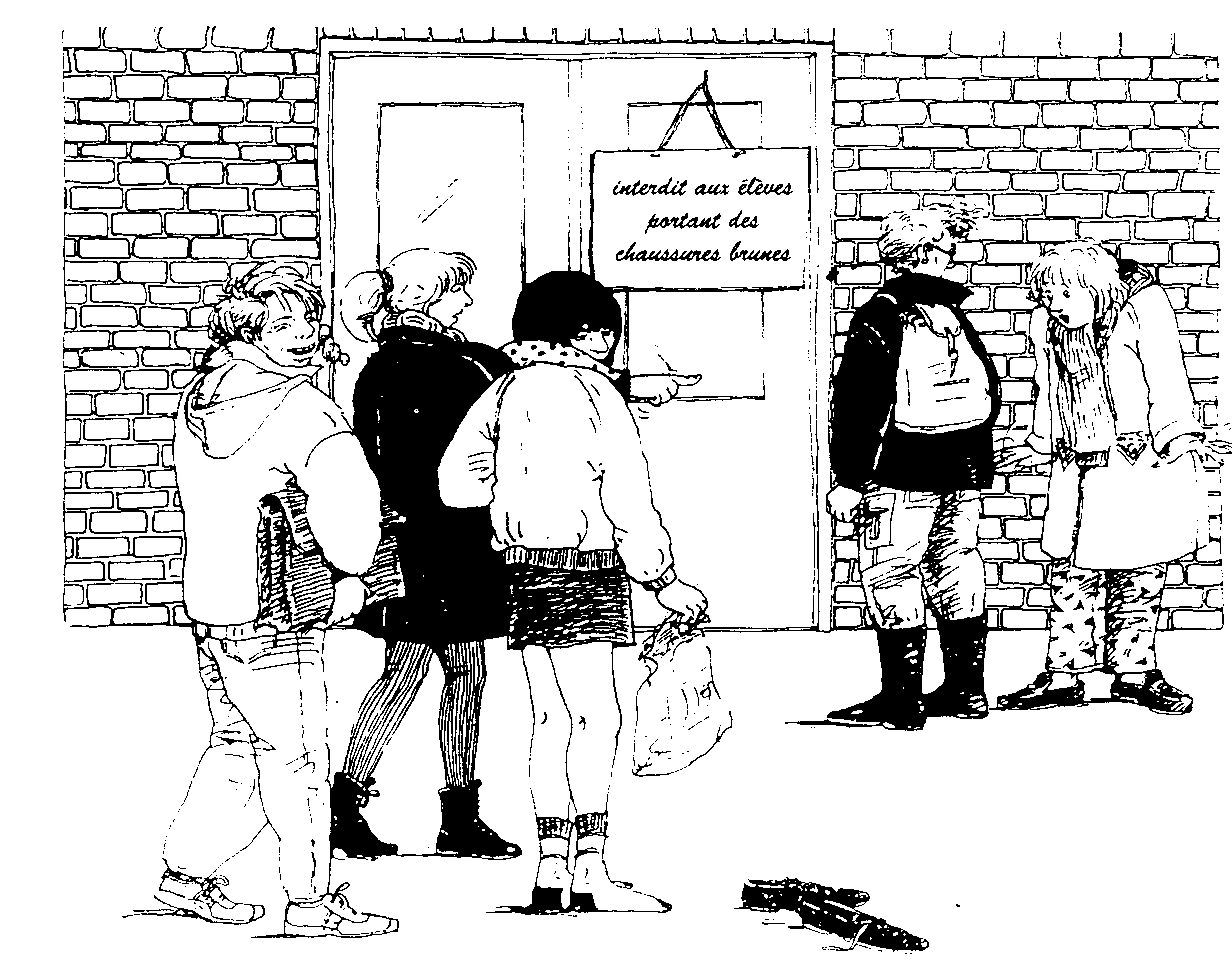 interdit aux élèves
portant des
chaussures brunes